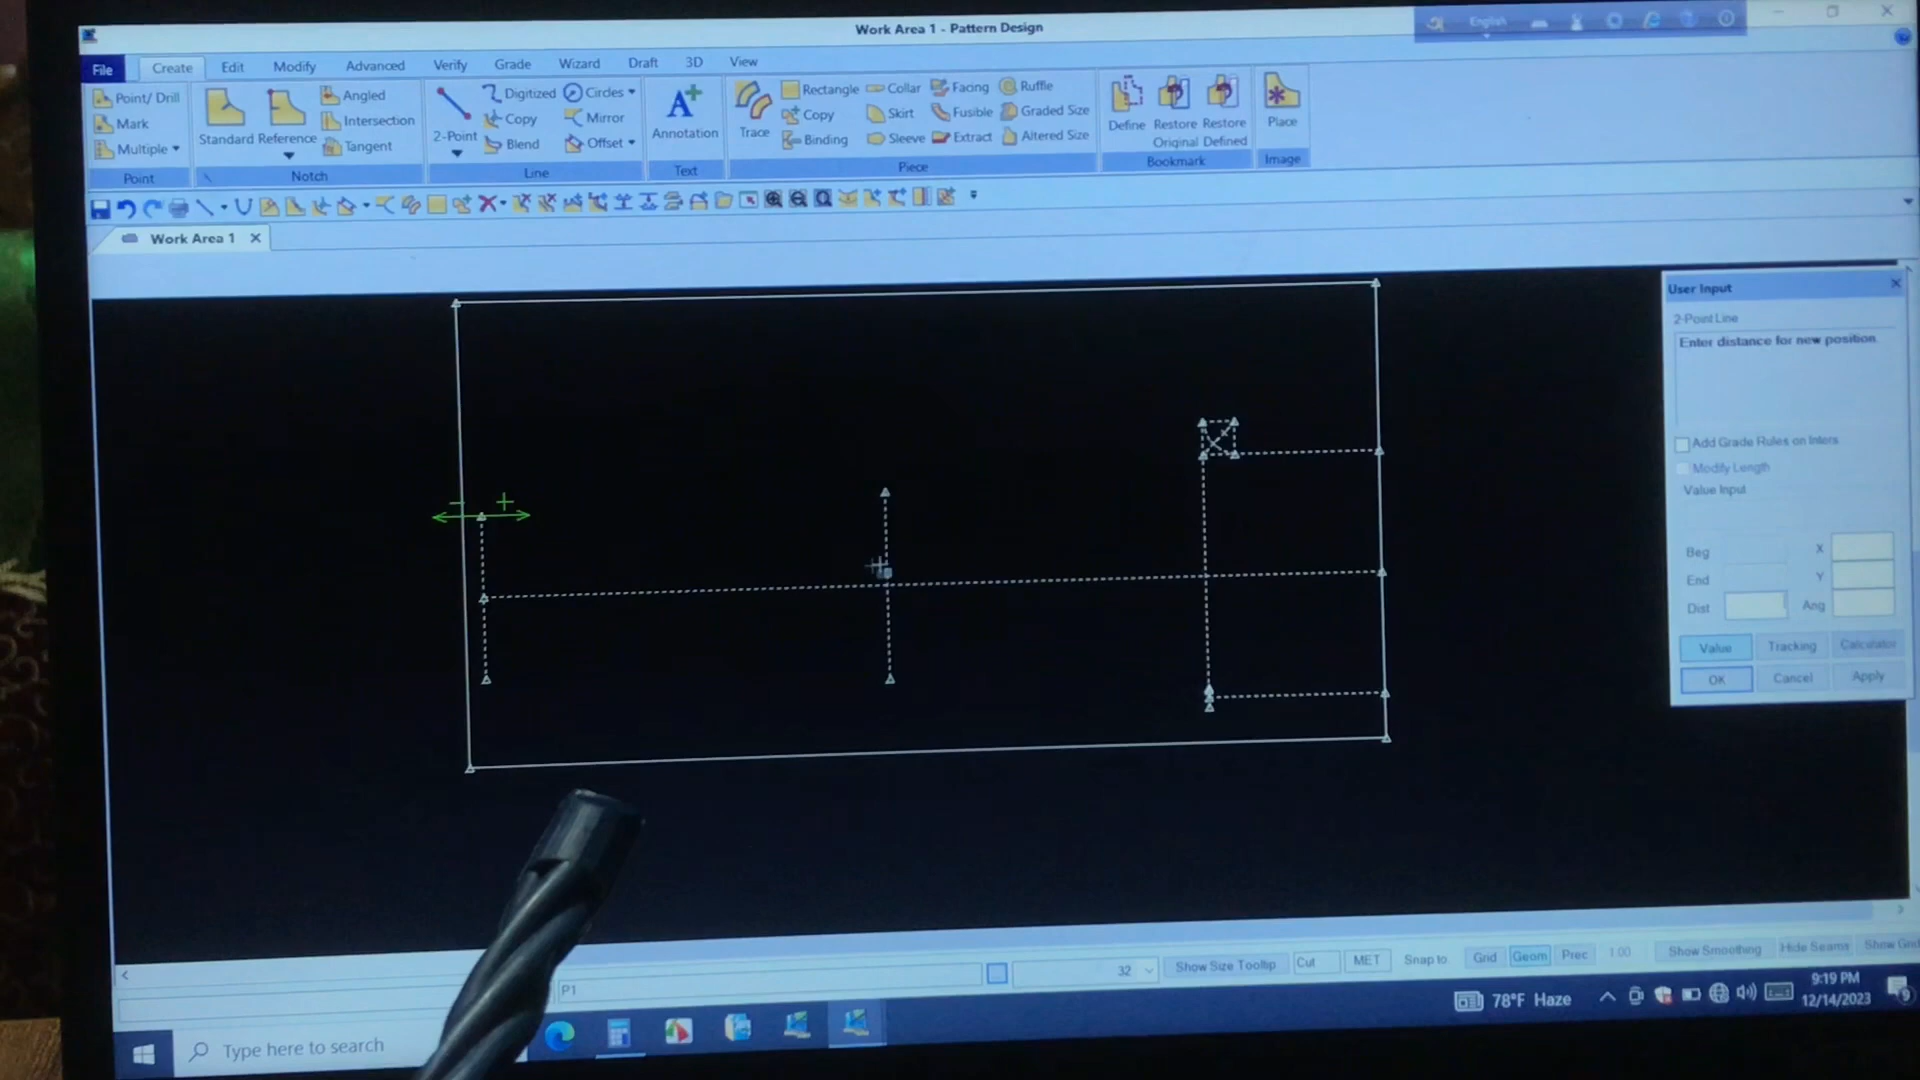 Work Area 1 - Pattern Design
English
File Create Edit Modify Advanced Verify Grade Wizard Draft 3D View
Point/ Drill
Mark
Multiple
Point
Standard Reference
Angled
Intersection
Tangent
Notch
2-Point
Digitized Circles
Copy Mirror
Blend Offset
Line
Annotation
Text
Trace
Rectangle Collar Facing Ruffle
Copy Skirt Fusible Graded Size
Binding Sleeve Extract Altered Size
Piece
Define Restore Original Restore Defined
Bookmark
Place
Image
Work Area 1
User Input
2-Point Line
Enter distance for new position.
Add Grade Rules on Inters
Modify Length
Value Input
Beg X
End Y
Dist Ang
Value Tracking Calculator
OK Cancel Apply
P1
32
Show Size Tooltip
Cut
MET
Snap to
Grid Geom Prec 1.00
Show Smoothing Hide Seams Show Gri
Type here to search
78°F Haze
9:19 PM
12/14/2023
9